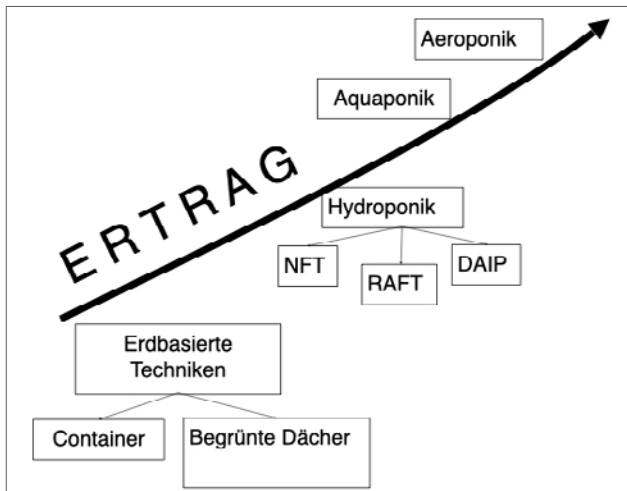 Aeroponik
Aquaponik
ERTRAG
Hydroponik
NFT
RAFT
DAIP
Erdbasierte
Techniken
Container
Begrünte Dächer